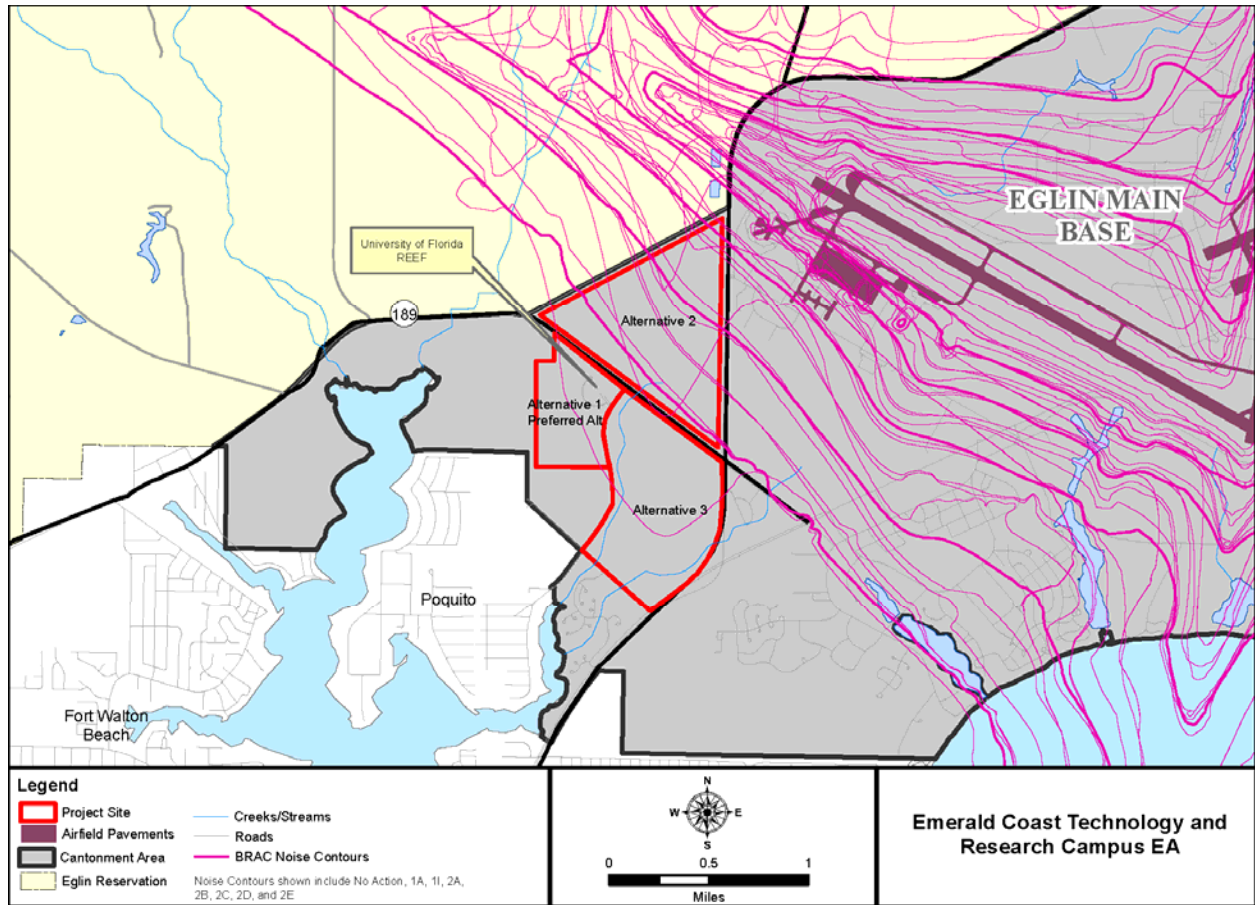 EGLIN MAIN
BASE
University of Florida
REEF
189
Alternative 2
Alternative 1
Preferred Alt
Alternative 3
Poquito
Fort Walton
Beach
Legend
Project Site
Airfield Pavements
Cantonment Area
Eglin Reservation
Creeks/Streams
Roads
BRAC Noise Contours
Noise Contours shown include No Action, 1A, 1I, 2A,
2B, 2C, 2D, and 2E
N
W E
S
0 0.5 1
Miles
Emerald Coast Technology and
Research Campus EA